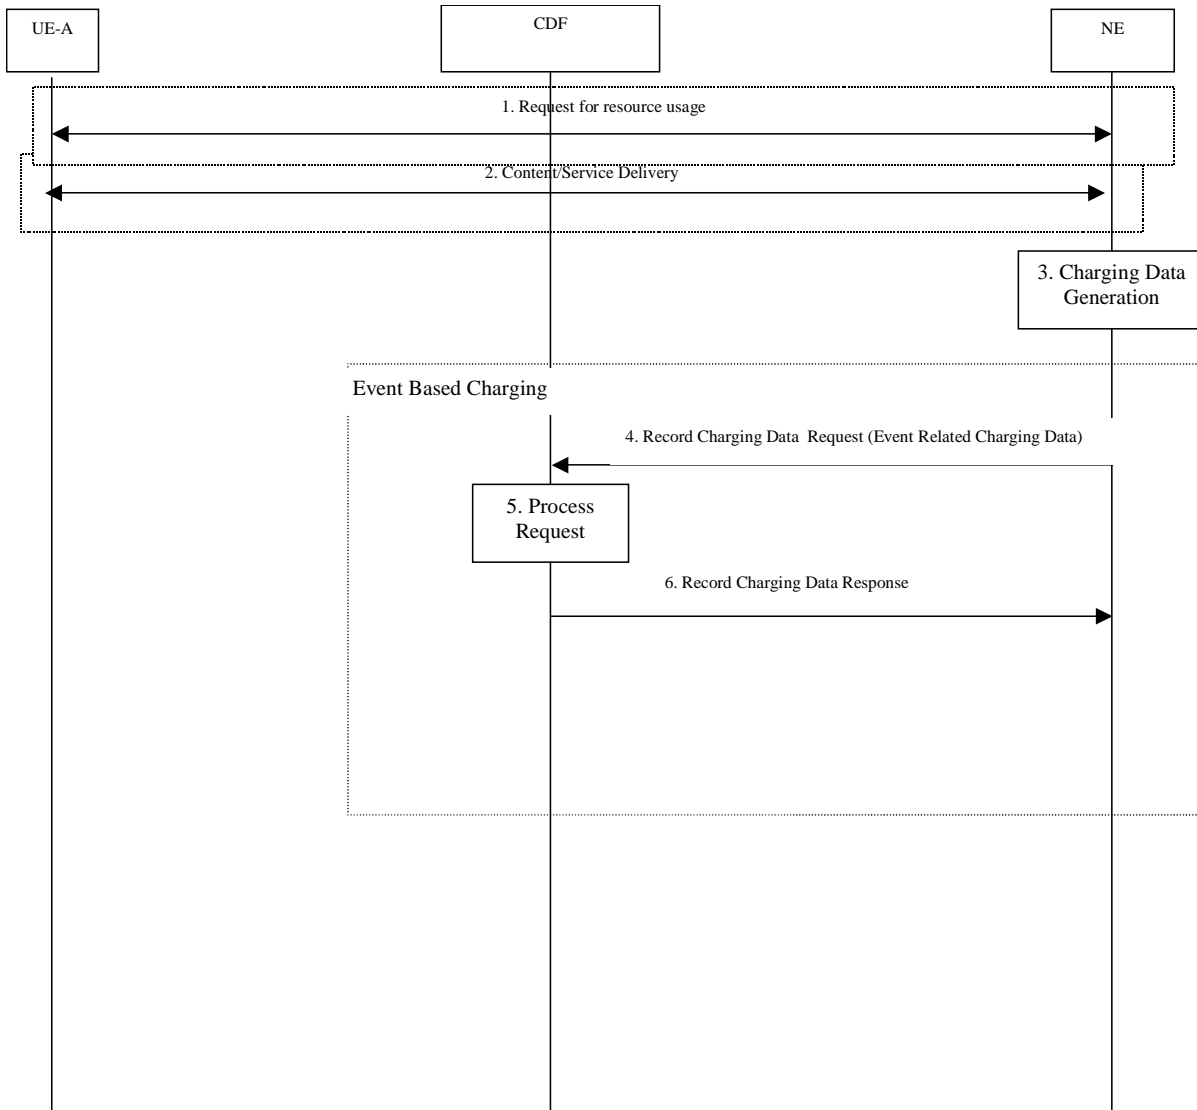 UE-A
CDF
NE
1. Request for resource usage
2. Content/Service Delivery
3. Charging Data
Generation
Event Based Charging
4. Record Charging Data  Request (Event Related Charging Data)
5. Process
Request
6. Record Charging Data Response